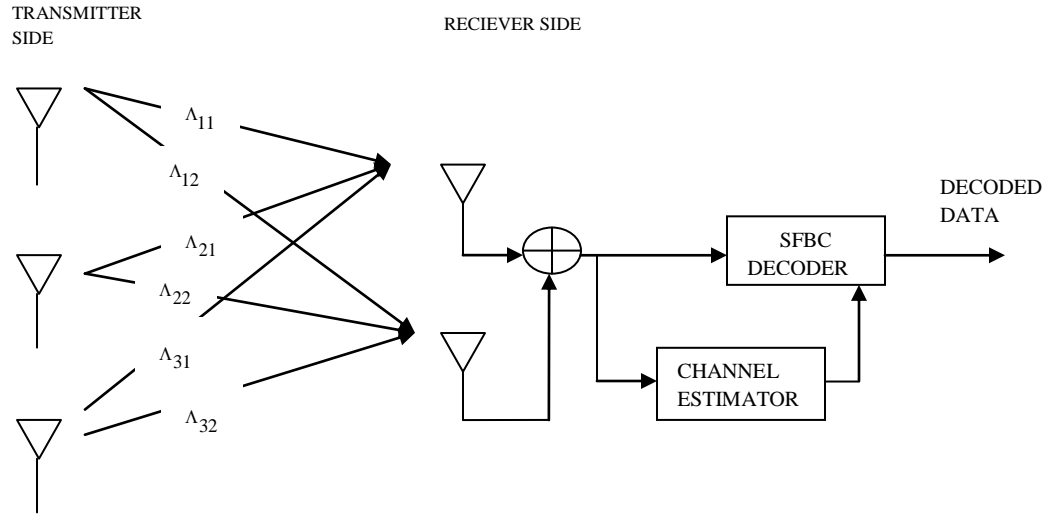 TRANSMITTER
SIDE
RECIEVER SIDE
Λ11
Λ12
Λ21
Λ22
Λ31
Λ32
DECODED
DATA
SFBC
DECODER
CHANNEL
ESTIMATOR